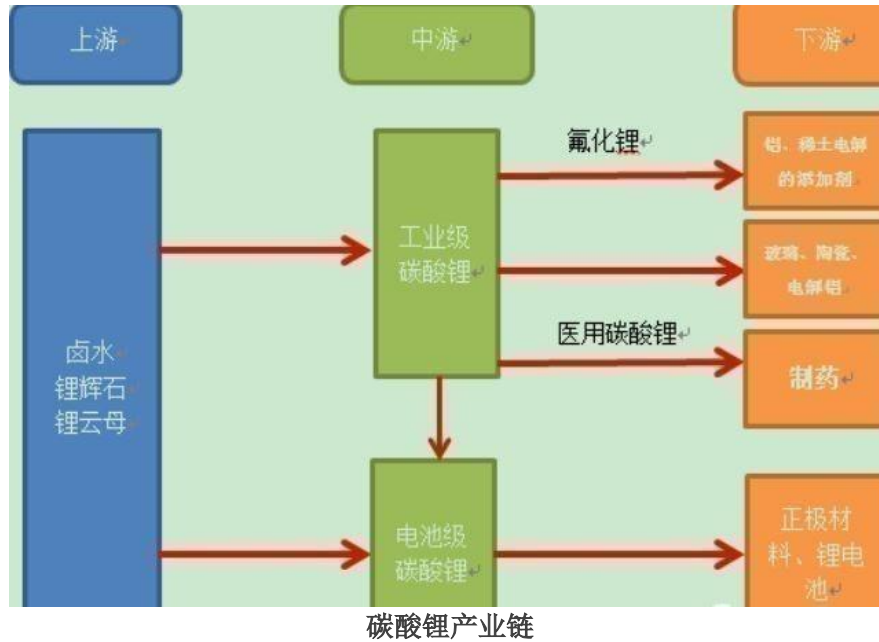 上游
中游
下游
氟化锂
铝、稀土电解
的添加剂
工业级
碳酸锂
玻璃、陶瓷、
电解铝
医用碳酸锂
制药
卤水
锂辉石
锂云母
电池级
碳酸锂
正极材
料、锂电
池
碳酸锂产业链